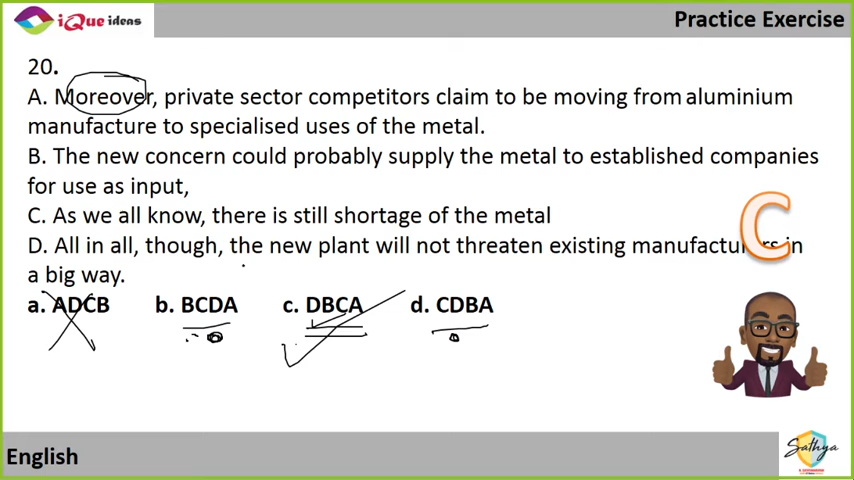 iQue ideas
Practice Exercise
20.
A. Moreover, private sector competitors claim to be moving from aluminium
manufacture to specialised uses of the metal.
B. The new concern could probably supply the metal to established companies
for use as input,
C. As we all know, there is still shortage of the metal
C
D. All in all, though, the new plant will not threaten existing manufacturers in
a big way.
a. ADCB b. BCDA c. DBCA d. CDBA
English
Sathya